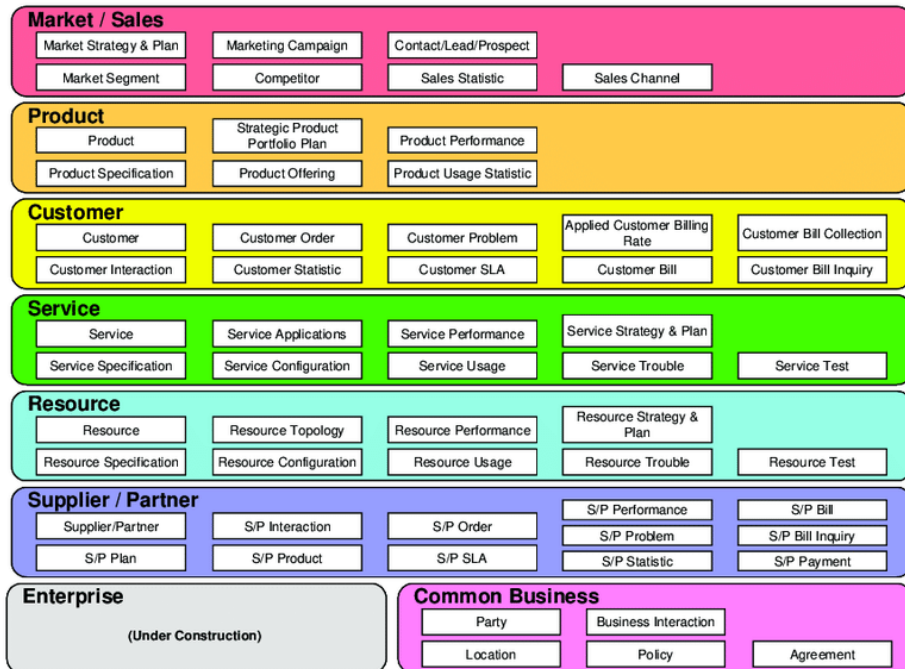 Market / Sales
Market Strategy & Plan
Marketing Campaign
Contact/Lead/Prospect
Market Segment
Competitor
Sales Statistic
Sales Channel
Product
Product
Strategic Product
Portfolio Plan
Product Performance
Product Specification
Product Offering
Product Usage Statistic
Customer
Customer
Customer Order
Customer Problem
Applied Customer Billing
Rate
Customer Bill Collection
Customer Interaction
Customer Statistic
Customer SLA
Customer Bill
Customer Bill Inquiry
Service
Service
Service Applications
Service Performance
Service Strategy & Plan
Service Specification
Service Configuration
Service Usage
Service Trouble
Service Test
Resource
Resource
Resource Topology
Resource Performance
Resource Strategy &
Plan
Resource Specification
Resource Configuration
Resource Usage
Resource Trouble
Resource Test
Supplier / Partner
Supplier/Partner
S/P Interaction
S/P Order
S/P Performance
S/P Bill
S/P Problem
S/P Bill Inquiry
S/P Plan
S/P Product
S/P SLA
S/P Statistic
S/P Payment
Enterprise
(Under Construction)
Common Business
Party
Business Interaction
Location
Policy
Agreement